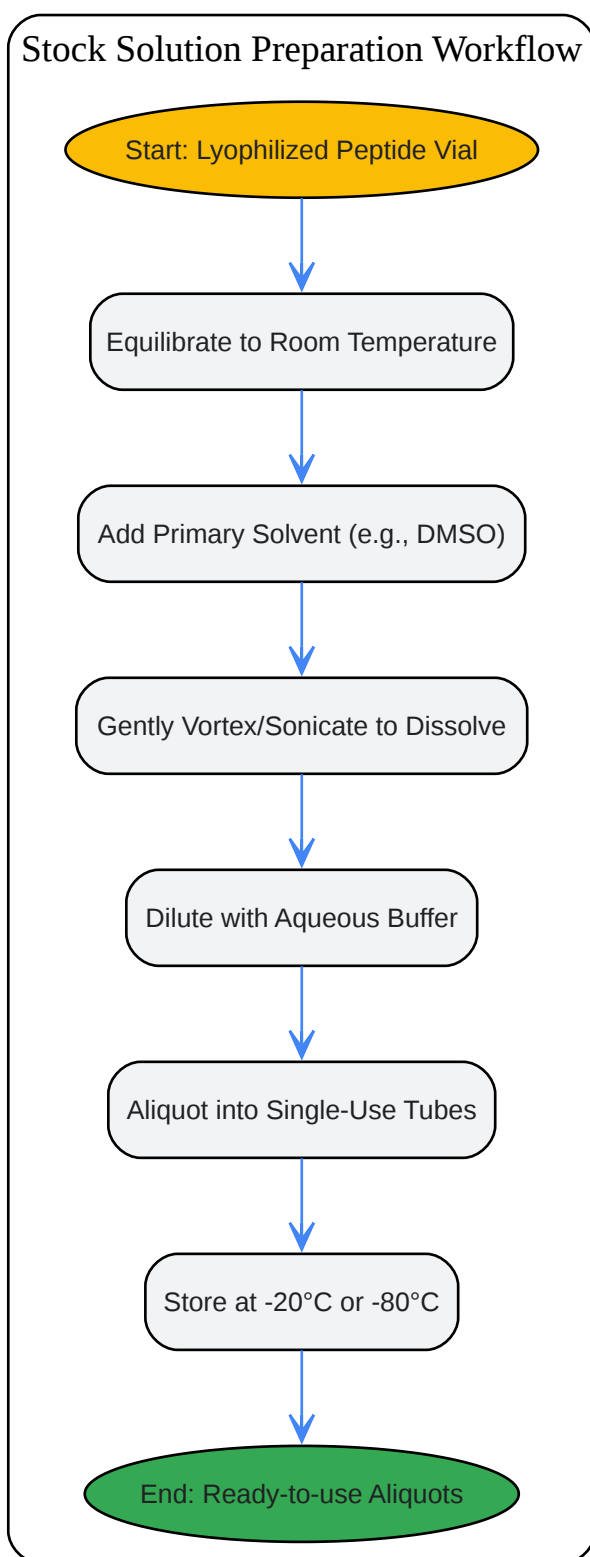 Stock Solution Preparation Workflow
Start: Lyophilized Peptide Vial
Equilibrate to Room Temperature
Add Primary Solvent (e.g., DMSO)
Gently Vortex/Sonicate to Dissolve
Dilute with Aqueous Buffer
Aliquot into Single-Use Tubes
Store at -20°C or -80°C
End: Ready-to-use Aliquots